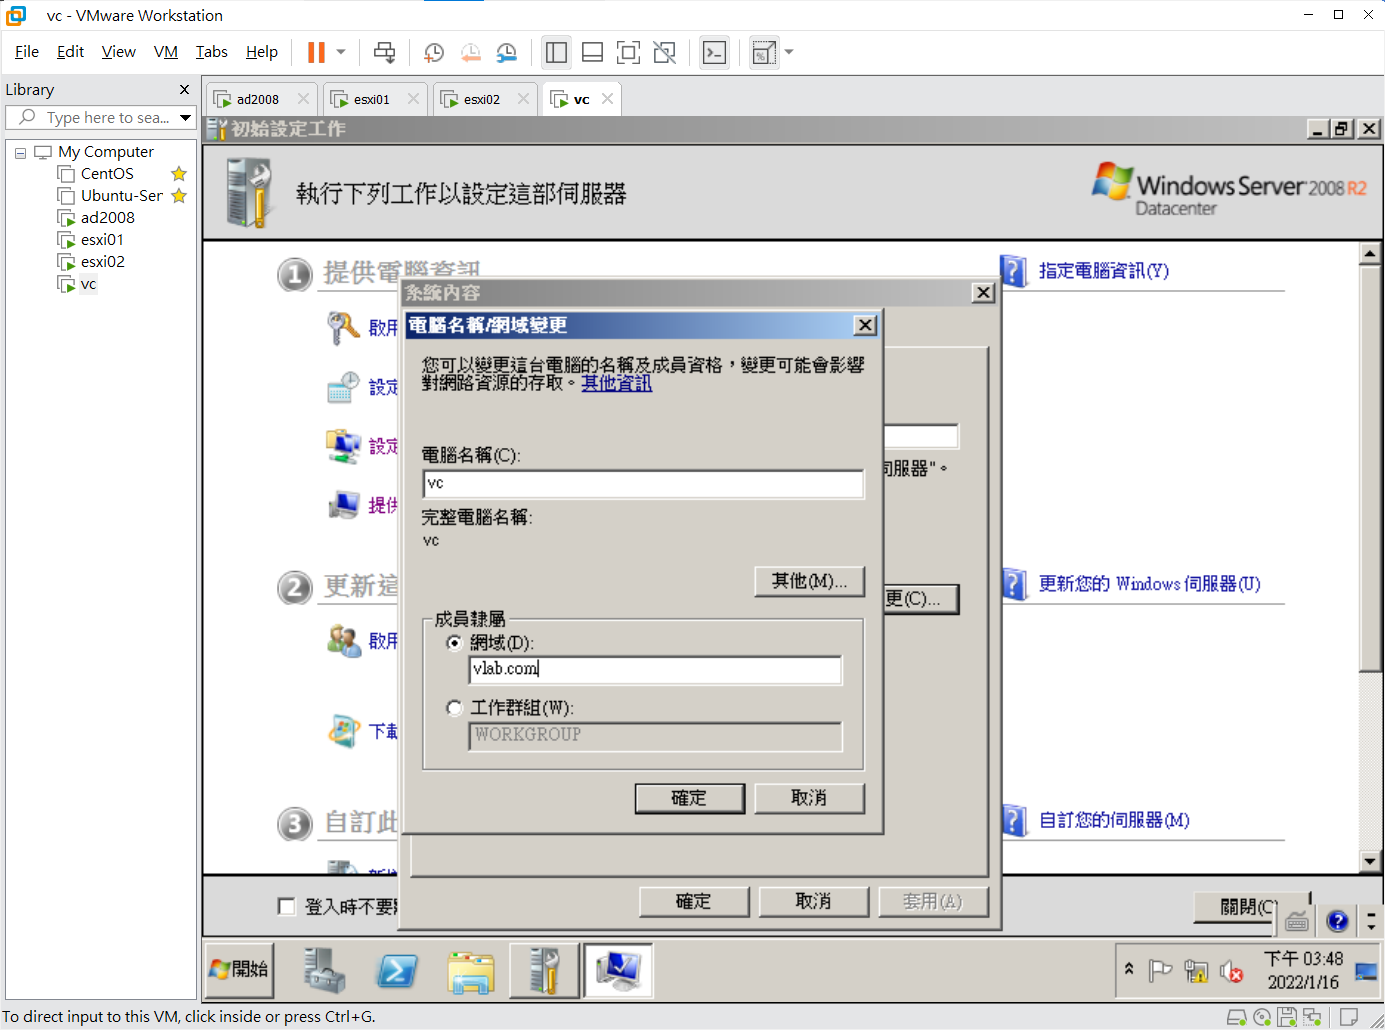 vc - VMware Workstation
File Edit View VM Tabs Help
Library
Type here to sea...
My Computer
CentOS
Ubuntu-Ser
ad2008
esxi01
esxi02
vc
ad2008 esxi01 esxi02 vc
初始設定工作
執行下列工作以設定這部伺服器
Windows Server 2008 R2
Datacenter
1 提供電腦資訊
指定電腦資訊(Y)
啟用
設定
設定
提供
2 更新這
更新您的 Windows 伺服器(U)
啟用
下載
3 自訂此
自訂您的伺服器(M)
系統內容
電腦名稱/網域變更
您可以變更這台電腦的名稱及成員資格，變更可能會影響
對網路資源的存取。其他資訊
電腦名稱(C):
vc
完整電腦名稱:
vc
其他(M)...
成員隸屬
網域(D):
vlab.com
工作群組(W):
WORKGROUP
確定 取消
伺服器"。
更(C)...
確定 取消 套用(A)
登入時不要
關閉(C)
開始
下午 03:48
2022/1/16
To direct input to this VM, click inside or press Ctrl+G.